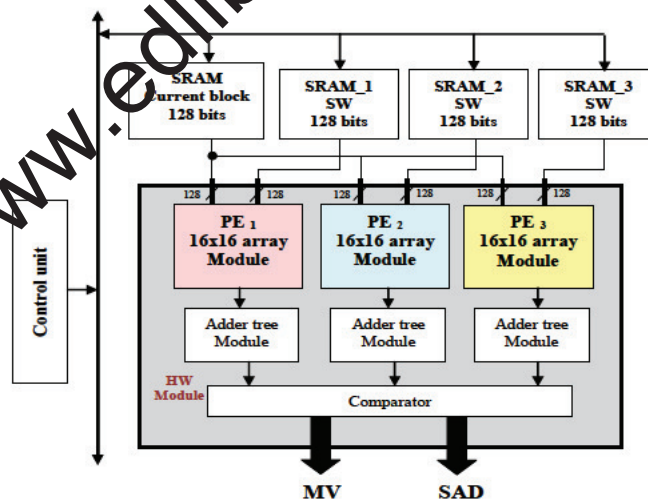 www.edlib
SRAM
Current block
128 bits
SRAM_1
SW
128 bits
SRAM_2
SW
128 bits
SRAM_3
SW
128 bits
128
128
128
128
128
128
PE 1
16x16 array
Module
PE 2
16x16 array
Module
PE 3
16x16 array
Module
Control unit
Adder tree
Module
Adder tree
Module
Adder tree
Module
HW
Module
Comparator
MV
SAD